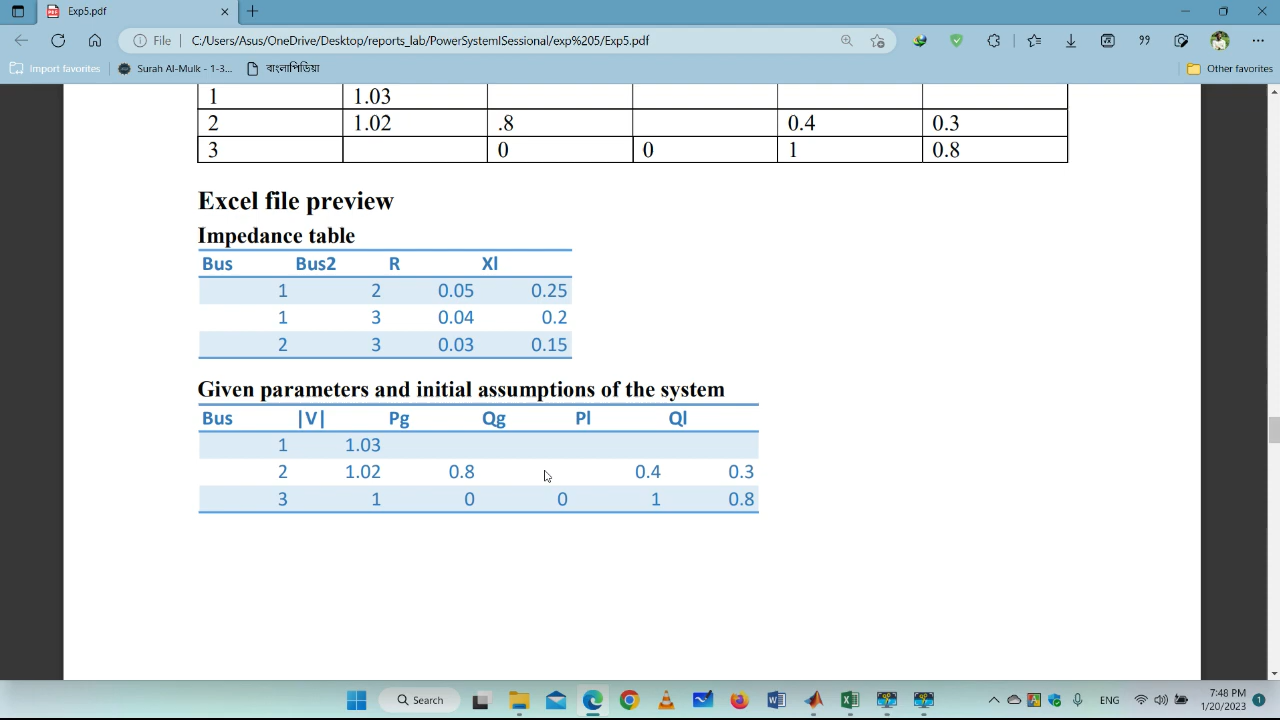 Exp5.pdf
File | C:/Users/Asus/OneDrive/Desktop/reports_lab/PowerSystemISessional/exp%205/Exp5.pdf
Import favorites Surah Al-Mulk - 1-3... বাংলাপিডিয়া Other favorites
1 1.03
2 1.02 .8 0.4 0.3
3 0 0 1 0.8
Excel file preview
Impedance table
Bus Bus2 R Xl
1 2 0.05 0.25
1 3 0.04 0.2
2 3 0.03 0.15
Given parameters and initial assumptions of the system
Bus |V| Pg Qg Pl Ql
1 1.03
2 1.02 0.8 0.4 0.3
3 1 0 0 1 0.8
Search ENG 7:48 PM
1/20/2023 1